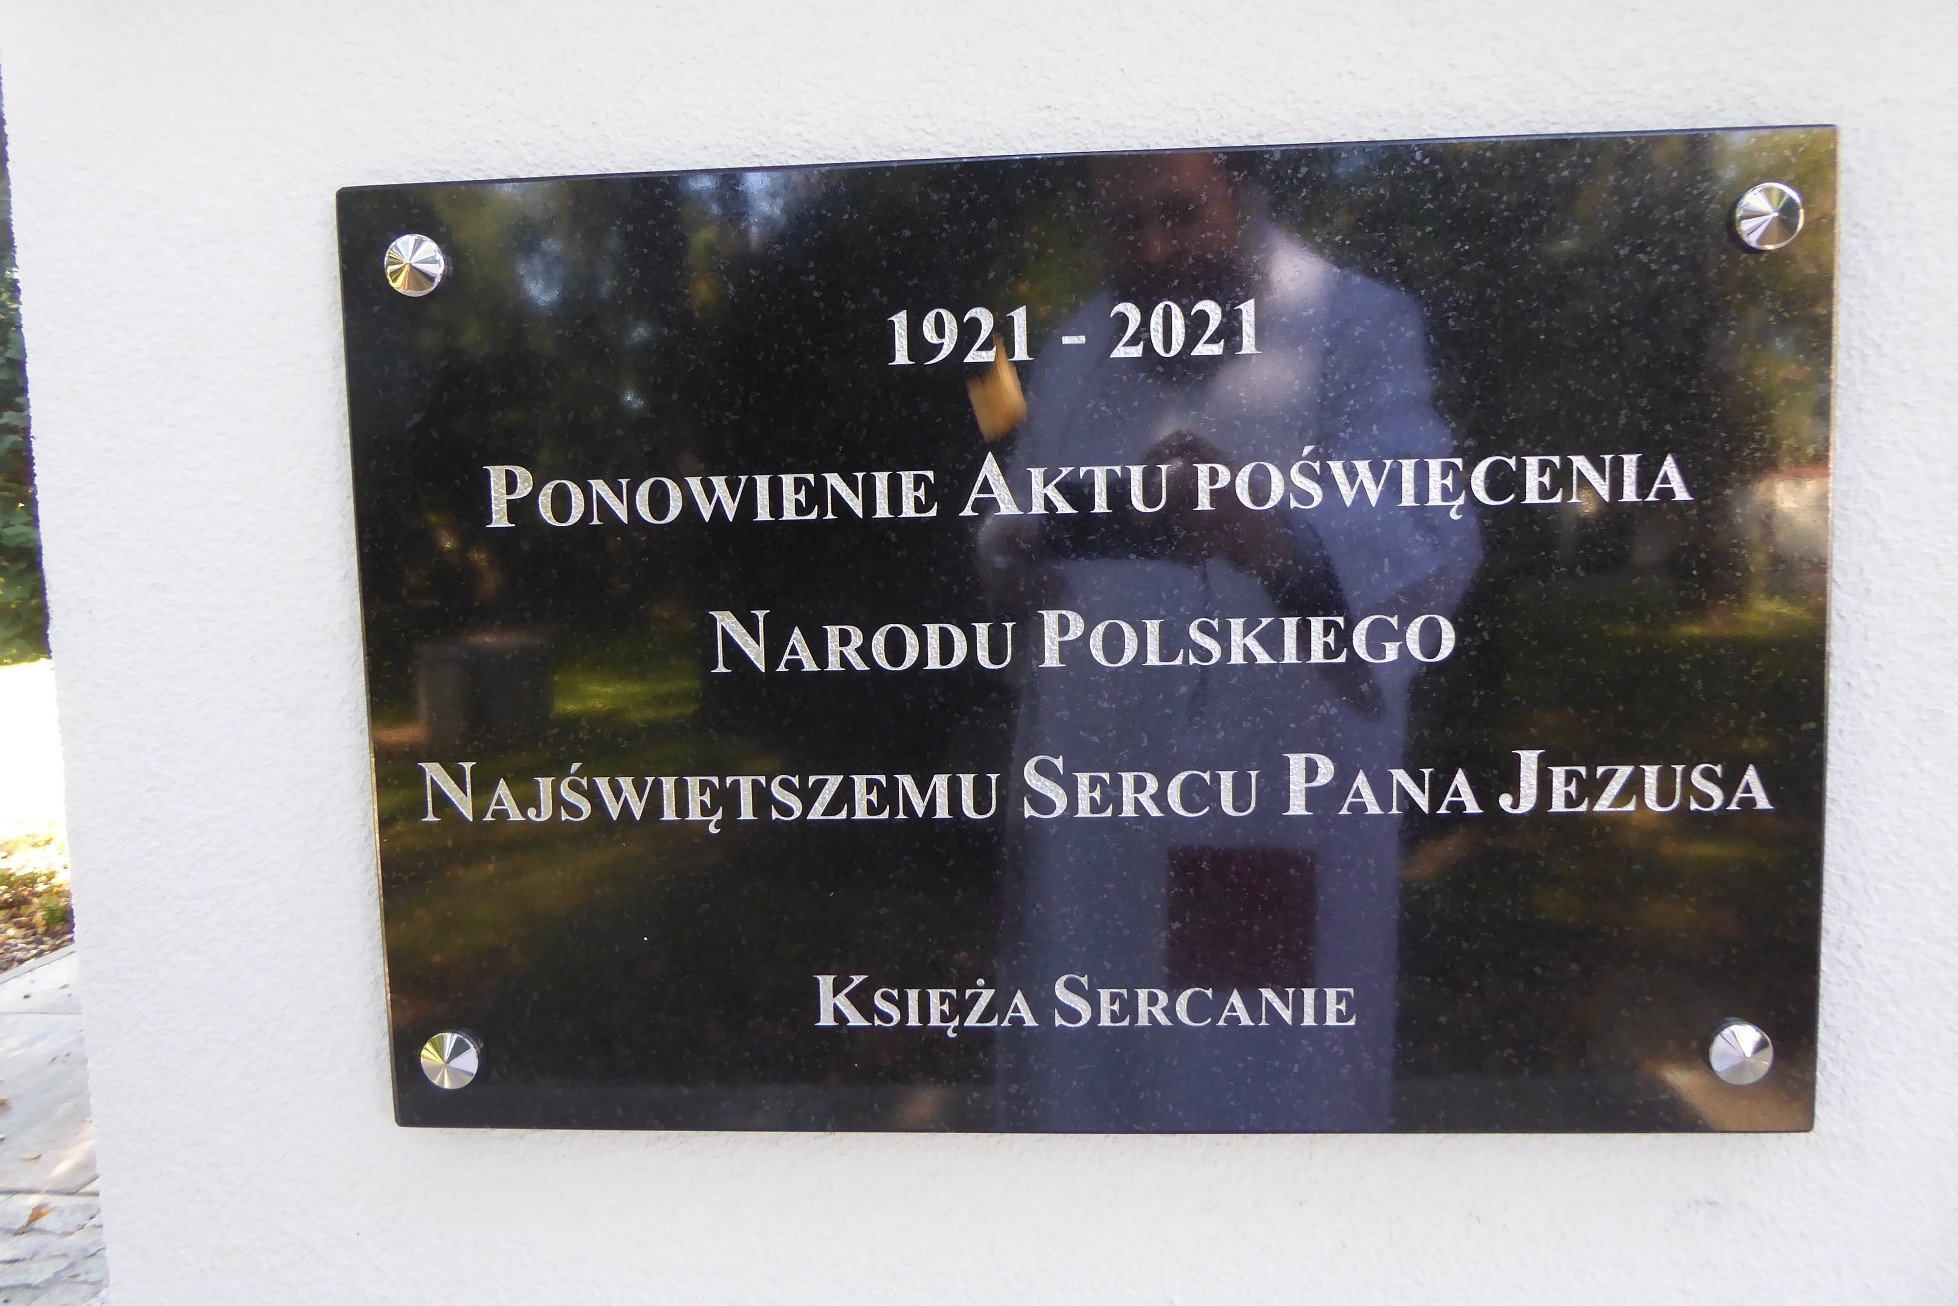 1921 - 2021
PONOWIENIE AKTU POŚWIĘCENIA
NARODU POLSKIEGO
NAJŚWIĘTSZEMU SERCU PANA JEZUSA
KSIĘŻA SERCANIE